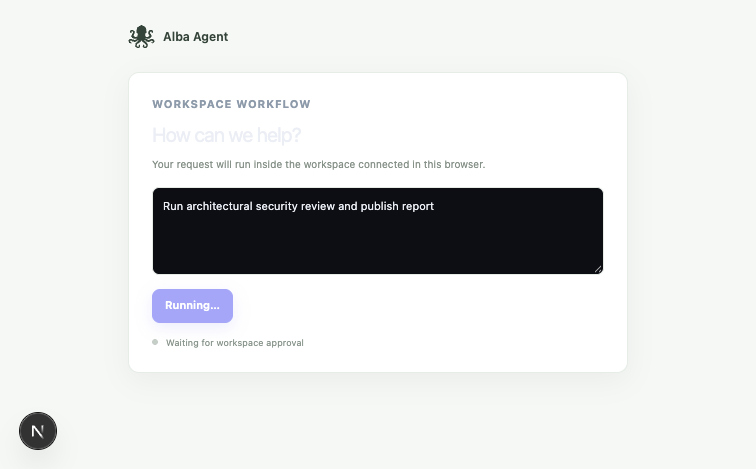 Alba Agent
WORKSPACE WORKFLOW
How can we help?
Your request will run inside the workspace connected in this browser.
Run architectural security review and publish report
Running...
Waiting for workspace approval
N